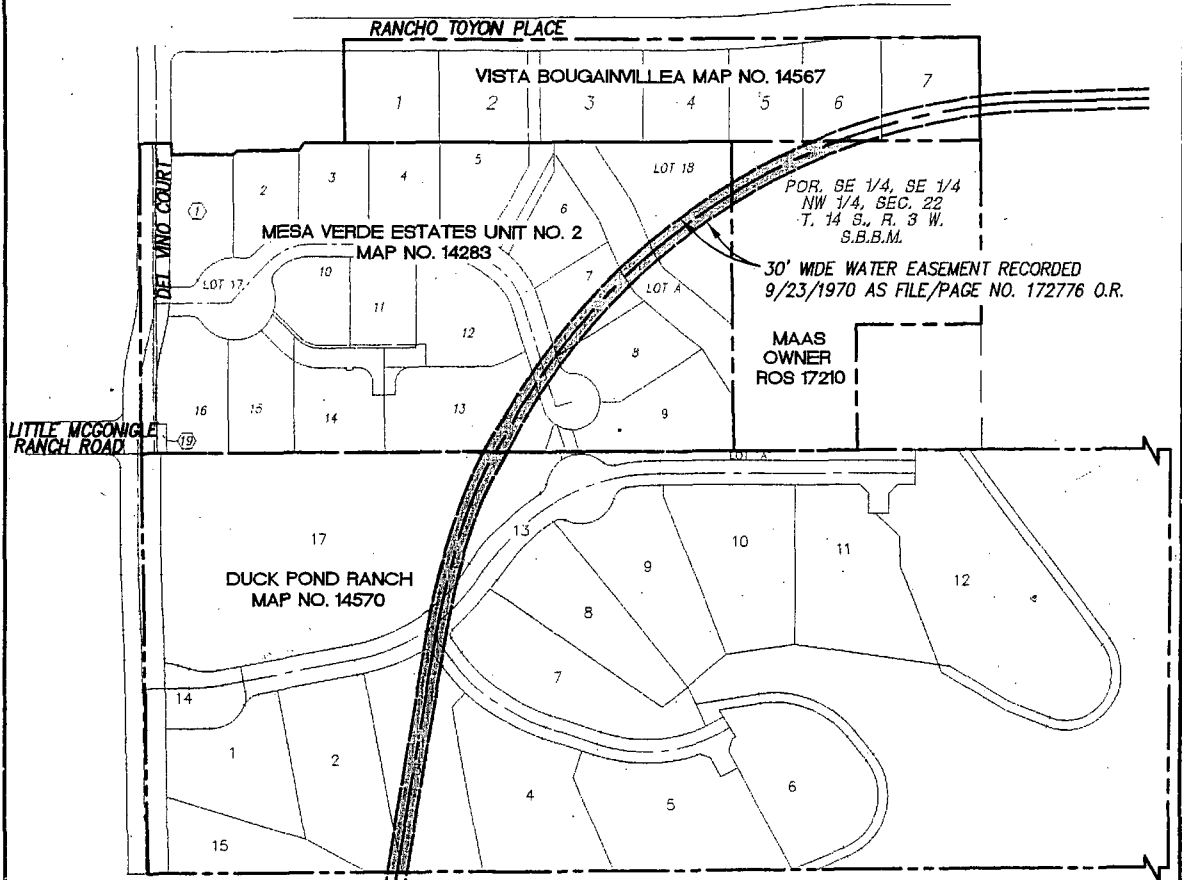 RANCHO TOYON PLACE
VISTA BOUGAINVILLEA MAP NO. 14567
1
2
3
4
5
6
7
DEL VINO COURT
1
2
3
4
5
6
LOT 18
MESA VERDE ESTATES UNIT NO. 2
MAP NO. 14283
POR. SE 1/4, SE 1/4
NW 1/4, SEC. 22
T. 14 S., R. 3 W.
S.B.B.M.
LOT 17
10
11
12
7
LOT A
8
30' WIDE WATER EASEMENT RECORDED
9/23/1970 AS FILE/PAGE NO. 172776 O.R.
MAAS
OWNER
ROS 17210
16
15
14
13
9
LITTLE MCGONIGLE
RANCH ROAD
19
LOT A
17
13
10
11
9
12
DUCK POND RANCH
MAP NO. 14570
8
7
14
1
2
4
5
6
15